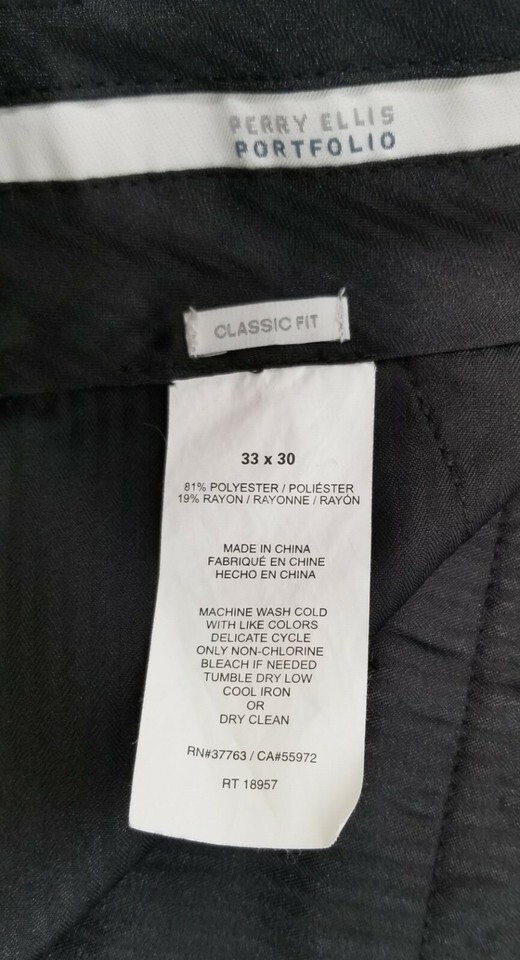 PERRY ELLIS
PORTFOLIO
CLASSIC FIT
33 x 30
81% POLYESTER / POLIÉSTER
19% RAYON / RAYONNE / RAYÓN
MADE IN CHINA
FABRIQUÉ EN CHINE
HECHO EN CHINA
MACHINE WASH COLD
WITH LIKE COLORS
DELICATE CYCLE
ONLY NON-CHLORINE
BLEACH IF NEEDED
TUMBLE DRY LOW
COOL IRON
OR
DRY CLEAN
RN#37763 / CA#55972
RT 18957